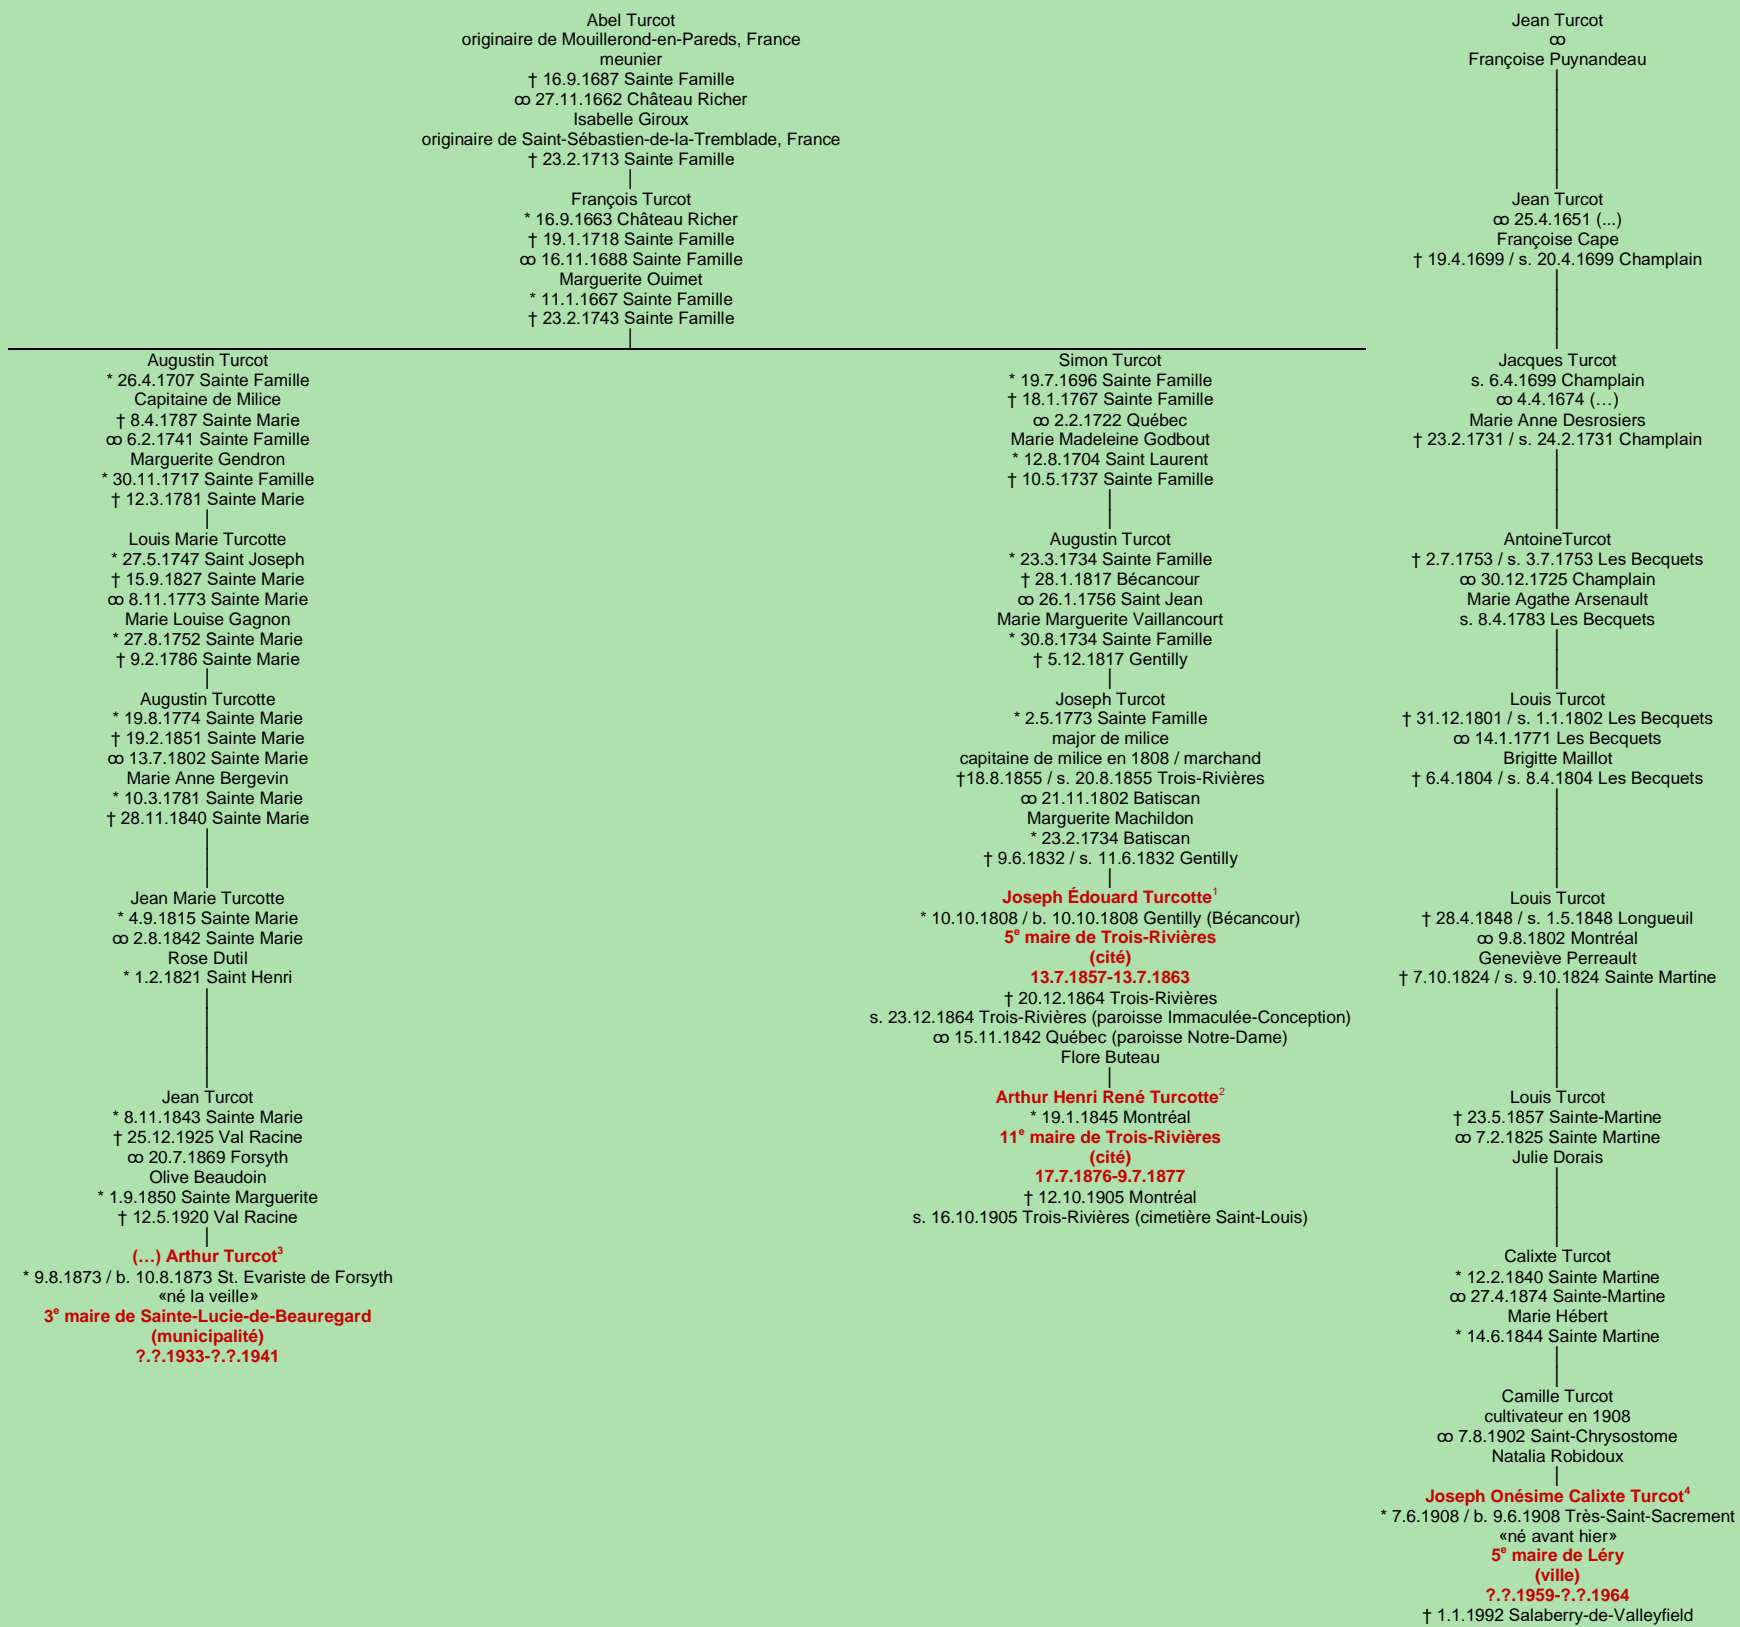 Abel Turcot
originaire de Mouillerond-en-Pareds, France
meunier
† 16.9.1687 Sainte Famille
ꝏ 27.11.1662 Château Richer
Isabelle Giroux
originaire de Saint-Sébastien-de-la-Tremblade, France
† 23.2.1713 Sainte Famille
François Turcot
* 16.9.1663 Château Richer
† 19.1.1718 Sainte Famille
ꝏ 16.11.1688 Sainte Famille
Marguerite Ouimet
* 11.1.1667 Sainte Famille
† 23.2.1743 Sainte Famille
Augustin Turcot
* 26.4.1707 Sainte Famille
Capitaine de Milice
† 8.4.1787 Sainte Marie
ꝏ 6.2.1741 Sainte Famille
Marguerite Gendron
* 30.11.1717 Sainte Famille
† 12.3.1781 Sainte Marie
Louis Marie Turcotte
* 27.5.1747 Saint Joseph
† 15.9.1827 Sainte Marie
ꝏ 8.11.1773 Sainte Marie
Marie Louise Gagnon
* 27.8.1752 Sainte Marie
† 9.2.1786 Sainte Marie
Augustin Turcotte
* 19.8.1774 Sainte Marie
† 19.2.1851 Sainte Marie
ꝏ 13.7.1802 Sainte Marie
Marie Anne Bergevin
* 10.3.1781 Sainte Marie
† 28.11.1840 Sainte Marie
Jean Marie Turcotte
* 4.9.1815 Sainte Marie
ꝏ 2.8.1842 Sainte Marie
Rose Dutil
* 1.2.1821 Saint Henri
Jean Turcot
* 8.11.1843 Sainte Marie
† 25.12.1925 Val Racine
ꝏ 20.7.1869 Forsyth
Olive Beaudoin
* 1.9.1850 Sainte Marguerite
† 12.5.1920 Val Racine
(…) Arthur Turcot³
* 9.8.1873 / b. 10.8.1873 St. Evariste de Forsyth
«né la veille»
3e maire de Sainte-Lucie-de-Beauregard
(municipalité)
?.?.1933-?.?.1941
Simon Turcot
* 19.7.1696 Sainte Famille
† 18.1.1767 Sainte Famille
ꝏ 2.2.1722 Québec
Marie Madeleine Godbout
* 12.8.1704 Saint Laurent
† 10.5.1737 Sainte Famille
Augustin Turcot
* 23.3.1734 Sainte Famille
† 28.1.1817 Bécancour
ꝏ 26.1.1756 Saint Jean
Marie Marguerite Vaillancourt
* 30.8.1734 Sainte Famille
† 5.12.1817 Gentilly
Joseph Turcot
* 2.5.1773 Sainte Famille
major de milice
capitaine de milice en 1808 / marchand
†18.8.1855 / s. 20.8.1855 Trois-Rivières
ꝏ 21.11.1802 Batiscan
Marguerite Machildon
* 23.2.1734 Batiscan
† 9.6.1832 / s. 11.6.1832 Gentilly
Joseph Édouard Turcotte¹
* 10.10.1808 / b. 10.10.1808 Gentilly (Bécancour)
5e maire de Trois-Rivières
(cité)
13.7.1857-13.7.1863
† 20.12.1864 Trois-Rivières
s. 23.12.1864 Trois-Rivières (paroisse Immaculée-Conception)
ꝏ 15.11.1842 Québec (paroisse Notre-Dame)
Flore Buteau
Arthur Henri René Turcotte²
* 19.1.1845 Montréal
11e maire de Trois-Rivières
(cité)
17.7.1876-9.7.1877
† 12.10.1905 Montréal
s. 16.10.1905 Trois-Rivières (cimetière Saint-Louis)
Jean Turcot
ꝏ
Françoise Puynandeau
Jean Turcot
ꝏ 25.4.1651 (...)
Françoise Cape
† 19.4.1699 / s. 20.4.1699 Champlain
Jacques Turcot
s. 6.4.1699 Champlain
ꝏ 4.4.1674 (…)
Marie Anne Desrosiers
† 23.2.1731 / s. 24.2.1731 Champlain
AntoineTurcot
† 2.7.1753 / s. 3.7.1753 Les Becquets
ꝏ 30.12.1725 Champlain
Marie Agathe Arsenault
s. 8.4.1783 Les Becquets
Louis Turcot
† 31.12.1801 / s. 1.1.1802 Les Becquets
ꝏ 14.1.1771 Les Becquets
Brigitte Maillot
† 6.4.1804 / s. 8.4.1804 Les Becquets
Louis Turcot
† 28.4.1848 / s. 1.5.1848 Longueuil
ꝏ 9.8.1802 Montréal
Geneviève Perreault
† 7.10.1824 / s. 9.10.1824 Sainte Martine
Louis Turcot
† 23.5.1857 Sainte-Martine
ꝏ 7.2.1825 Sainte Martine
Julie Dorais
Calixte Turcot
* 12.2.1840 Sainte Martine
ꝏ 27.4.1874 Sainte-Martine
Marie Hébert
* 14.6.1844 Sainte Martine
Camille Turcot
cultivateur en 1908
ꝏ 7.8.1902 Saint-Chrysostome
Natalia Robidoux
Joseph Onésime Calixte Turcot⁴
* 7.6.1908 / b. 9.6.1908 Très-Saint-Sacrement
«né avant hier»
5e maire de Léry
(ville)
?.?.1959-?.?.1964
† 1.1.1992 Salaberry-de-Valleyfield